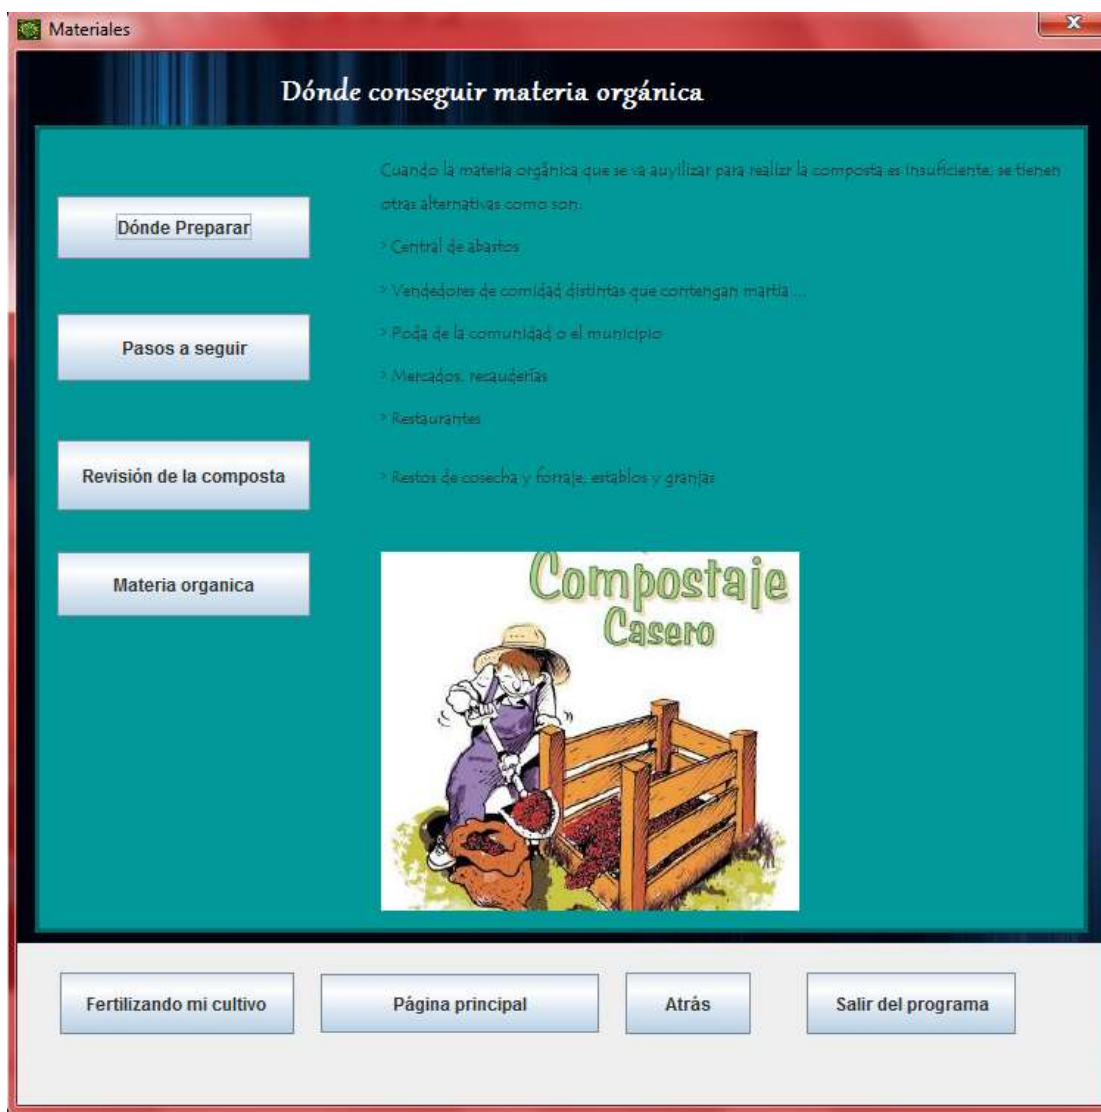 Materiales
Dónde conseguir materia orgánica
Cuando la materia orgánica que se va auyilizar para realizr la composta es insuficiente, se tienen
otras alternativas como son:
> Central de abastos
> Vendedores de comidad distintas que contengan martia ...
> Poda de la comunidad o el municipio
> Mercados, recauderías
> Restaurantes
> Restos de cosecha y forraje, establos y granjas
Dónde Preparar
Pasos a seguir
Revisión de la composta
Materia organica
Compostaje
Casero
Fertilizando mi cultivo
Página principal
Atrás
Salir del programa